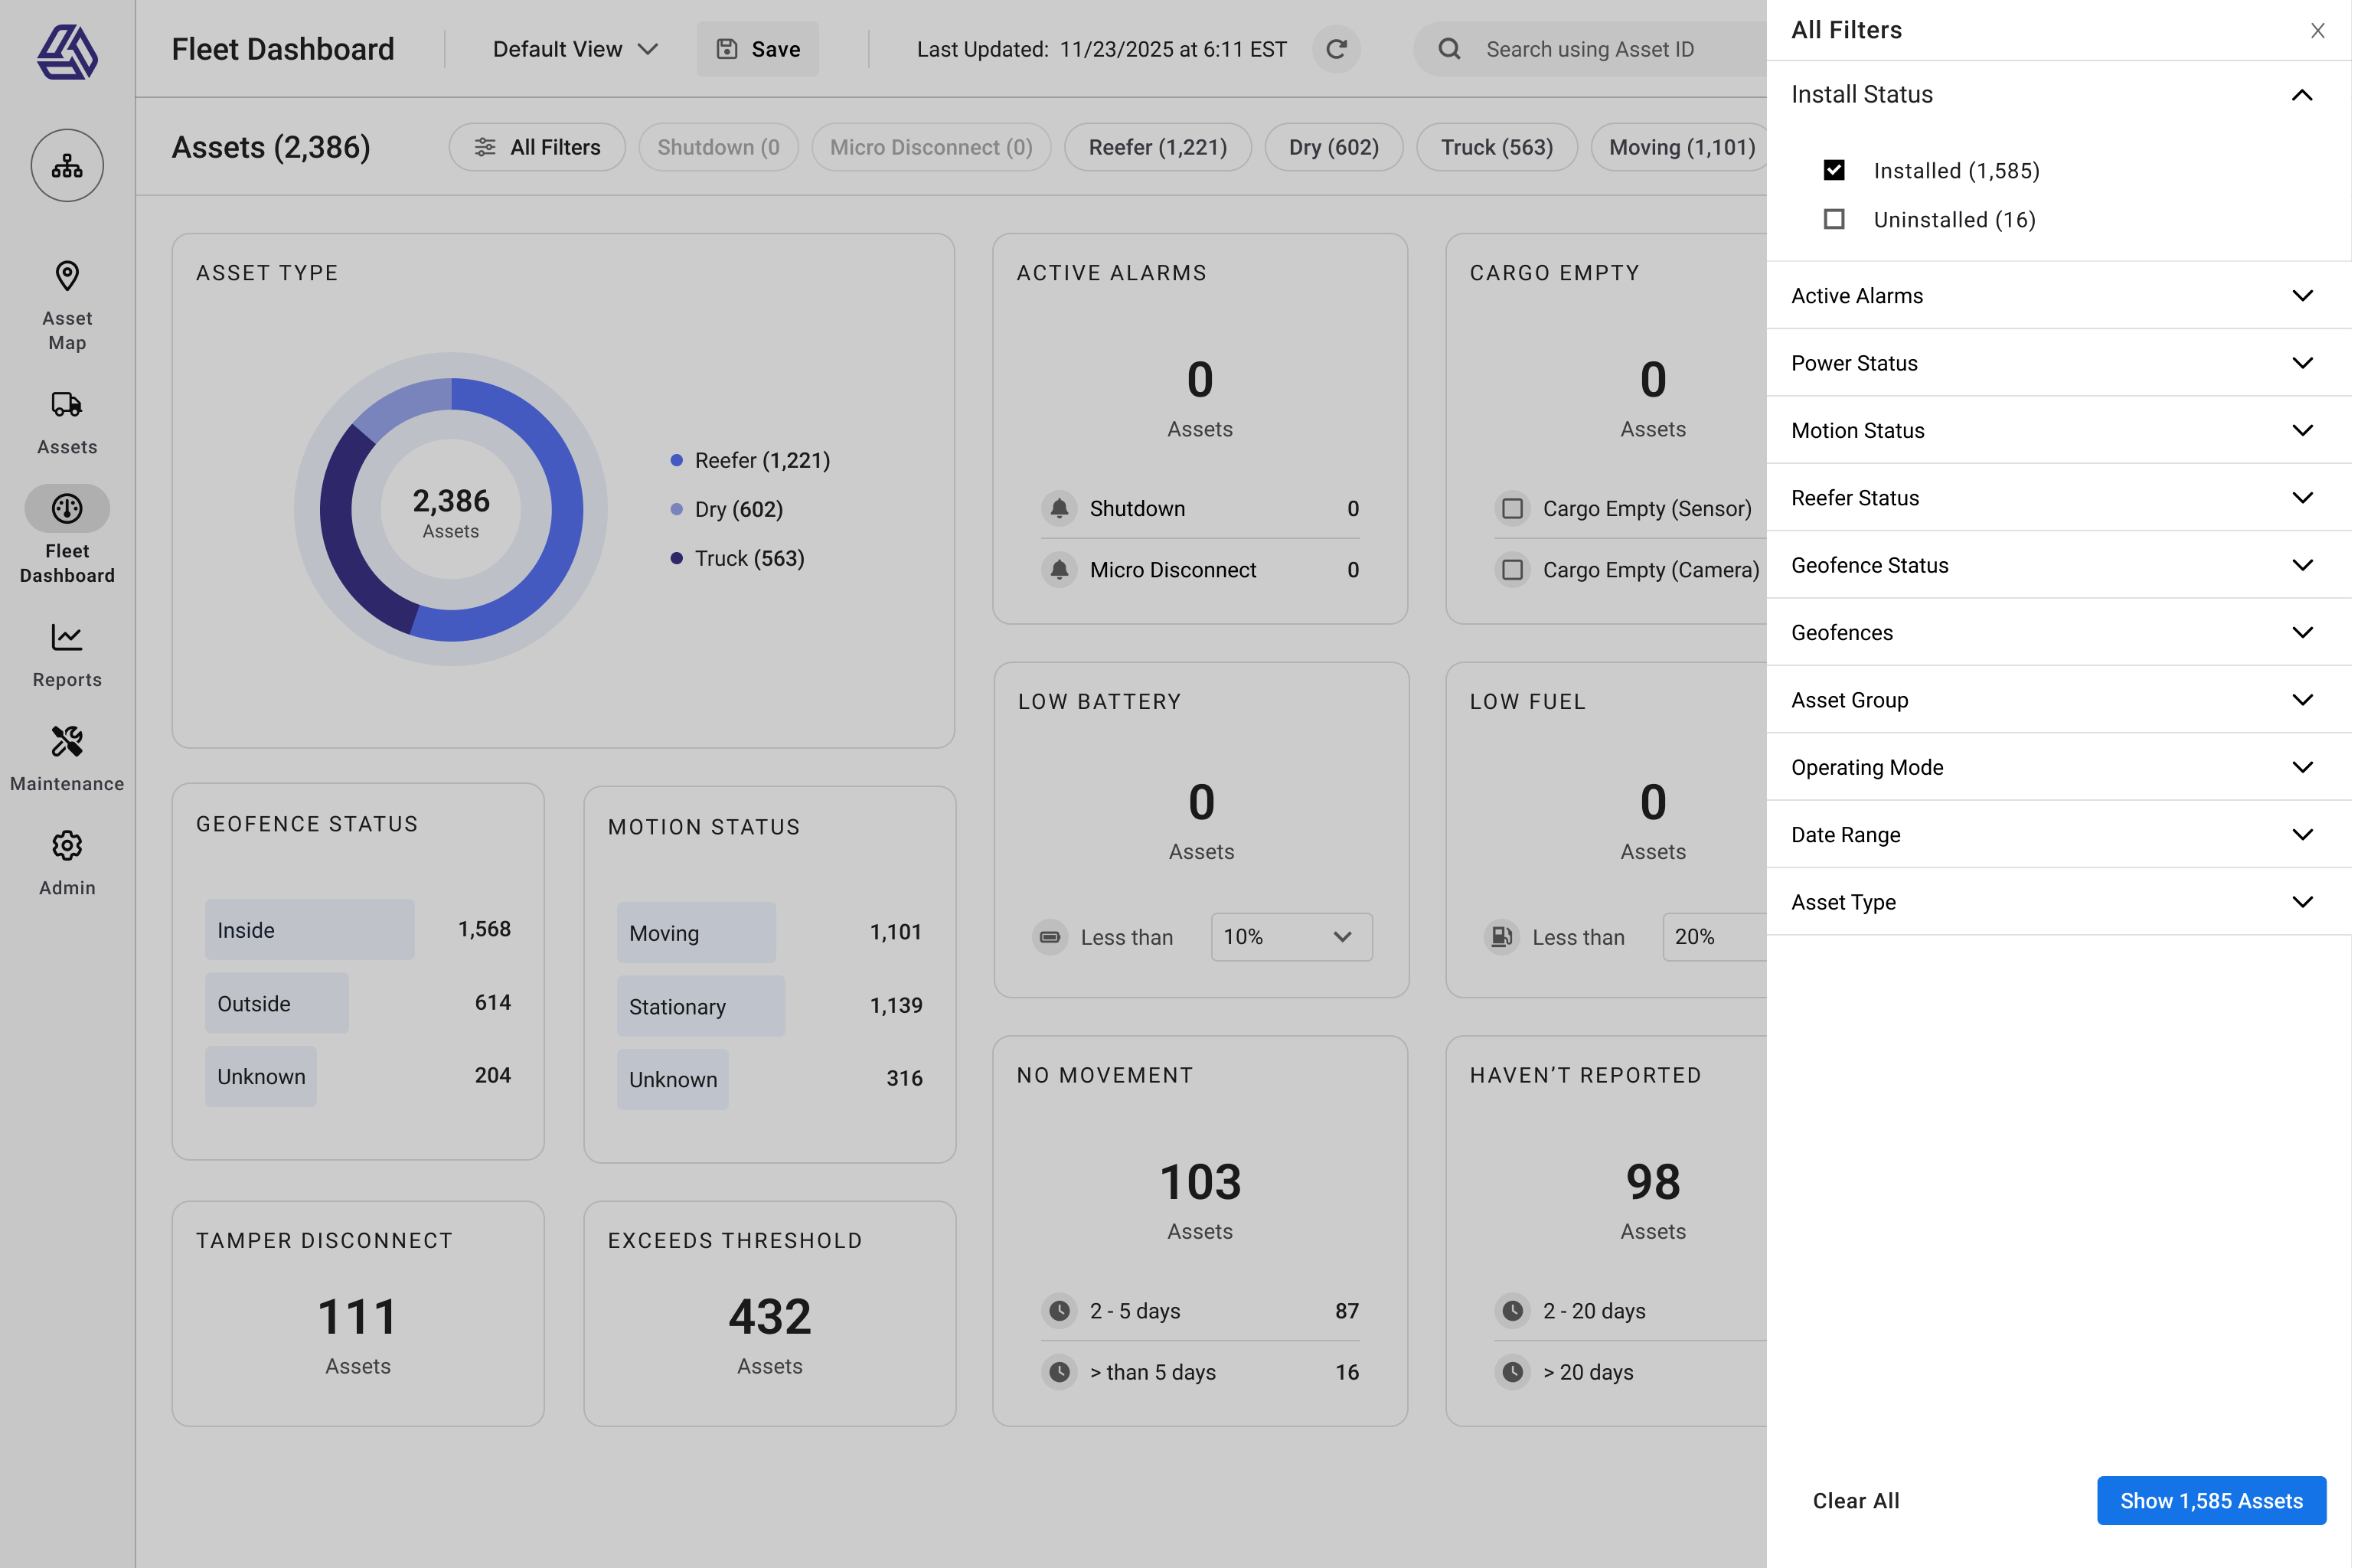 Fleet Dashboard
Default View
Save
Last Updated: 11/23/2025 at 6:11 EST
Search using Asset ID
Asset
Map
Assets
Fleet
Dashboard
Reports
Maintenance
Admin
Assets (2,386)
All Filters
Shutdown (0
Micro Disconnect (0)
Reefer (1,221)
Dry (602)
Truck (563)
Moving (1,101)
ASSET TYPE
2,386
Assets
Reefer (1,221)
Dry (602)
Truck (563)
ACTIVE ALARMS
0
Assets
Shutdown 0
Micro Disconnect 0
CARGO EMPTY
0
Assets
Cargo Empty (Sensor)
Cargo Empty (Camera)
GEOFENCE STATUS
Inside 1,568
Outside 614
Unknown 204
MOTION STATUS
Moving 1,101
Stationary 1,139
Unknown 316
LOW BATTERY
0
Assets
Less than 10%
LOW FUEL
0
Assets
Less than 20%
TAMPER DISCONNECT
111
Assets
EXCEEDS THRESHOLD
432
Assets
NO MOVEMENT
103
Assets
2 - 5 days 87
> than 5 days 16
HAVEN’T REPORTED
98
Assets
2 - 20 days
> 20 days
All Filters
Install Status
Installed (1,585)
Uninstalled (16)
Active Alarms
Power Status
Motion Status
Reefer Status
Geofence Status
Geofences
Asset Group
Operating Mode
Date Range
Asset Type
Clear All
Show 1,585 Assets